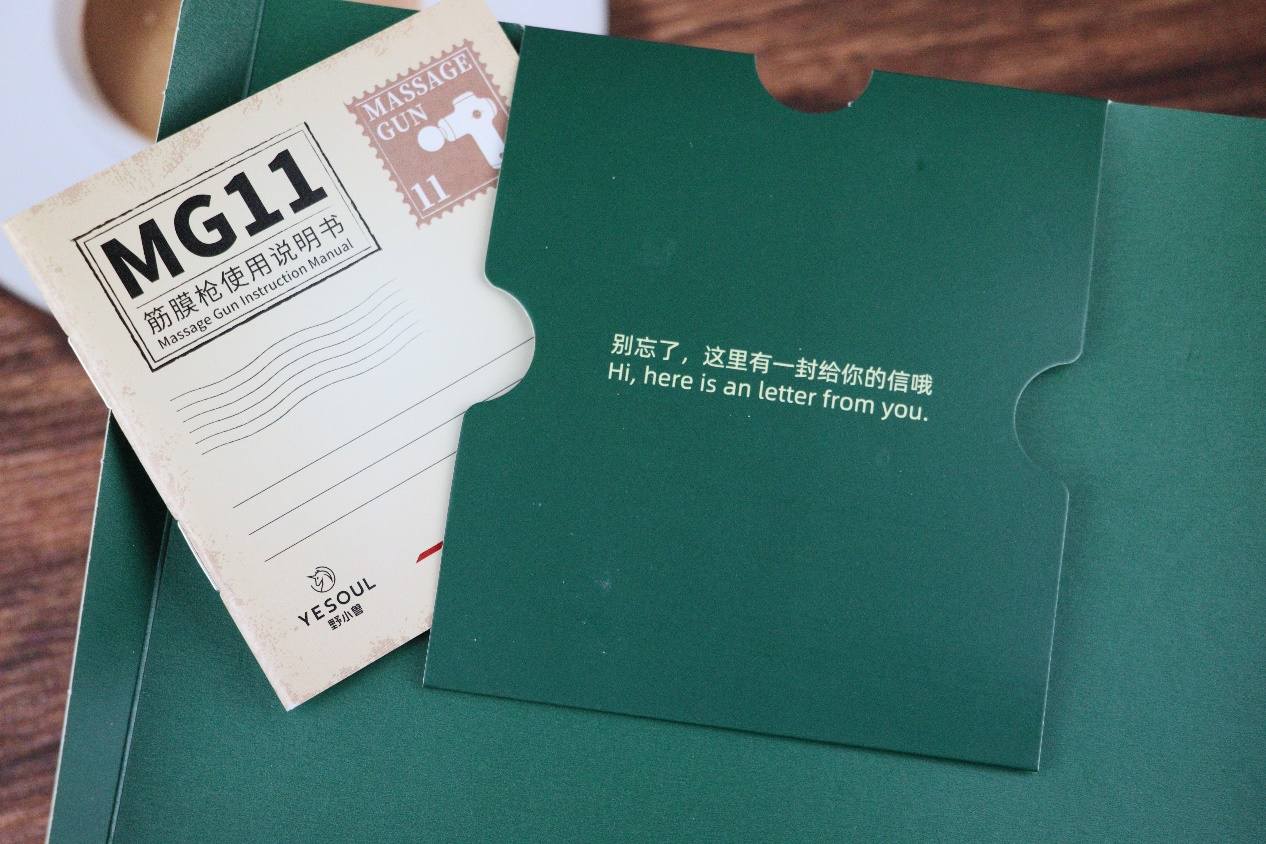 MASSAGE
GUN
11
MG11
筋膜枪使用说明书
Massage Gun Instruction Manual
YESOUL
野小兽
别忘了，这里有一封给你的信哦
Hi, here is an letter from you.